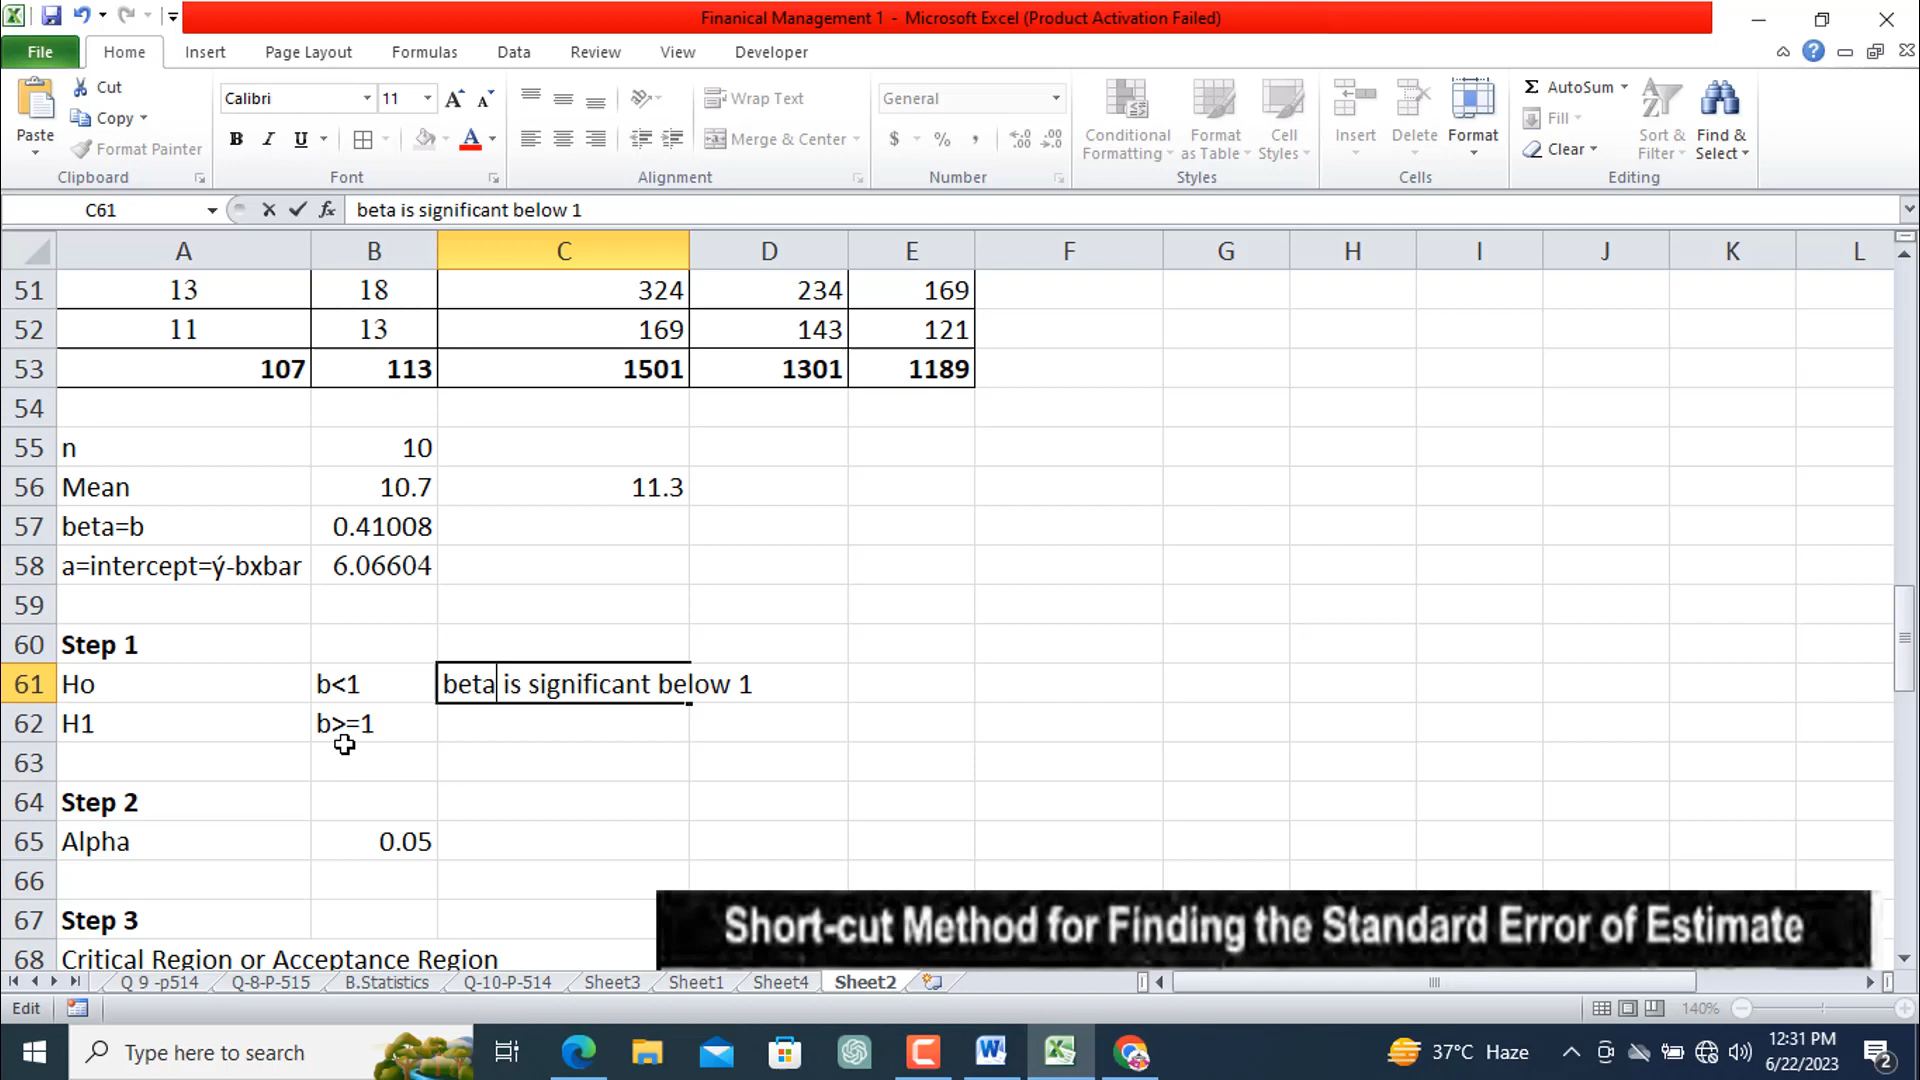 Finanical Management 1 - Microsoft Excel (Product Activation Failed)
File Home Insert Page Layout Formulas Data Review View Developer
Paste
Cut
Copy
Format Painter
Clipboard
Calibri 11
B I U
Font
Wrap Text
Merge & Center
Alignment
General
$ % ,
Number
Conditional Formatting
Format as Table
Cell Styles
Styles
Insert Delete Format
Cells
AutoSum
Fill
Clear
Sort & Filter
Find & Select
Editing
C61 fx beta is significant below 1
A B C D E F G H I J K L
51 13 18 324 234 169
52 11 13 169 143 121
53 107 113 1501 1301 1189
54
55 n 10
56 Mean 10.7 11.3
57 beta=b 0.41008
58 a=intercept=ý-bxbar 6.06604
59
60 Step 1
61 Ho b<1 beta is significant below 1
62 H1 b>=1
63
64 Step 2
65 Alpha 0.05
66
67 Step 3
68 Critical Region or Acceptance Region
Short-cut Method for Finding the Standard Error of Estimate
Q 9 -p514 Q-8-P-515 B.Statistics Q-10-P-514 Sheet3 Sheet1 Sheet4 Sheet2
Edit 140%
Type here to search
37°C Haze
12:31 PM
6/22/2023
2